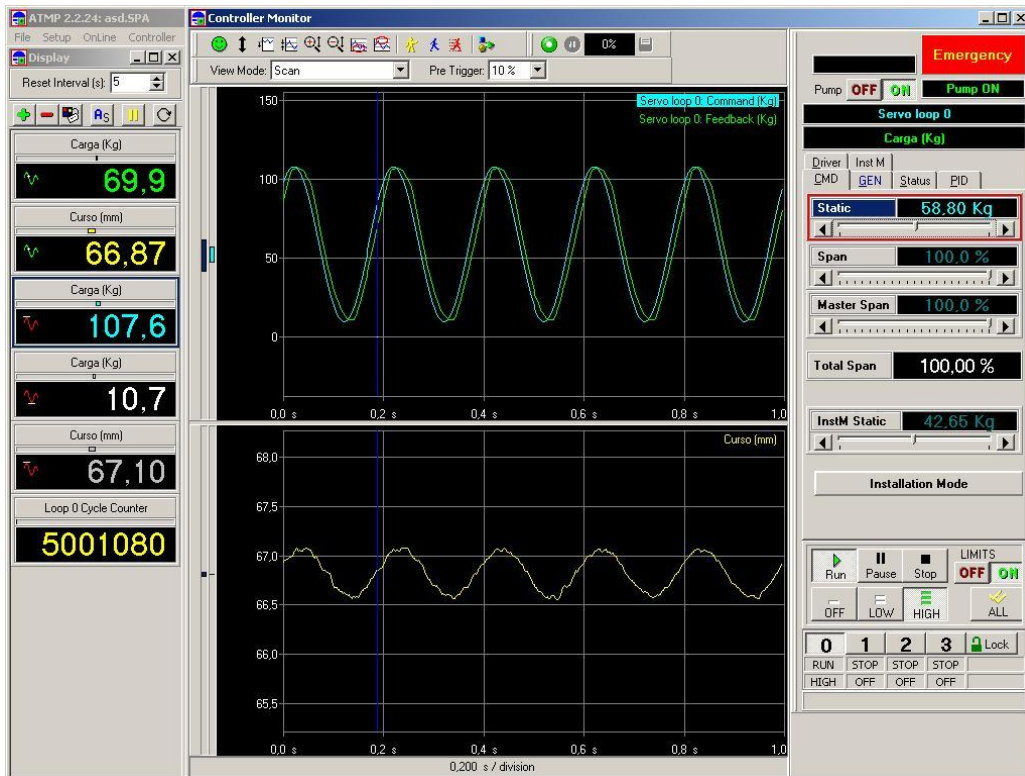 ATMP 2.2.24: asd.SPA
File Setup OnLine Controller
Display
Reset Interval (s): 5
As
Carga (Kg)
69,9
Curso (mm)
66,87
Carga (Kg)
107,6
Carga (Kg)
10,7
Curso (mm)
67,10
Loop 0 Cycle Counter
5001080
Controller Monitor
0%
View Mode: Scan
Pre Trigger: 10 %
Servo loop 0: Command (Kg)
Servo loop 0: Feedback (Kg)
150
100
50
0
0,0 s 0,2 s 0,4 s 0,6 s 0,8 s 1,0
Curso (mm)
68,0
67,5
67,0
66,5
66,0
65,5
0,0 s 0,2 s 0,4 s 0,6 s 0,8 s 1,0
0,200 s / division
Emergency
Pump OFF ON Pump ON
Servo loop 0
Carga (Kg)
Driver Inst M
CMD GEN Status PID
Static 58,80 Kg
Span 100,0 %
Master Span 100,0 %
Total Span 100,00 %
InstM Static 42,65 Kg
Installation Mode
Run Pause Stop
LIMITS
OFF ON
OFF LOW HIGH ALL
0 1 2 3 Lock
RUN STOP STOP STOP
HIGH OFF OFF OFF